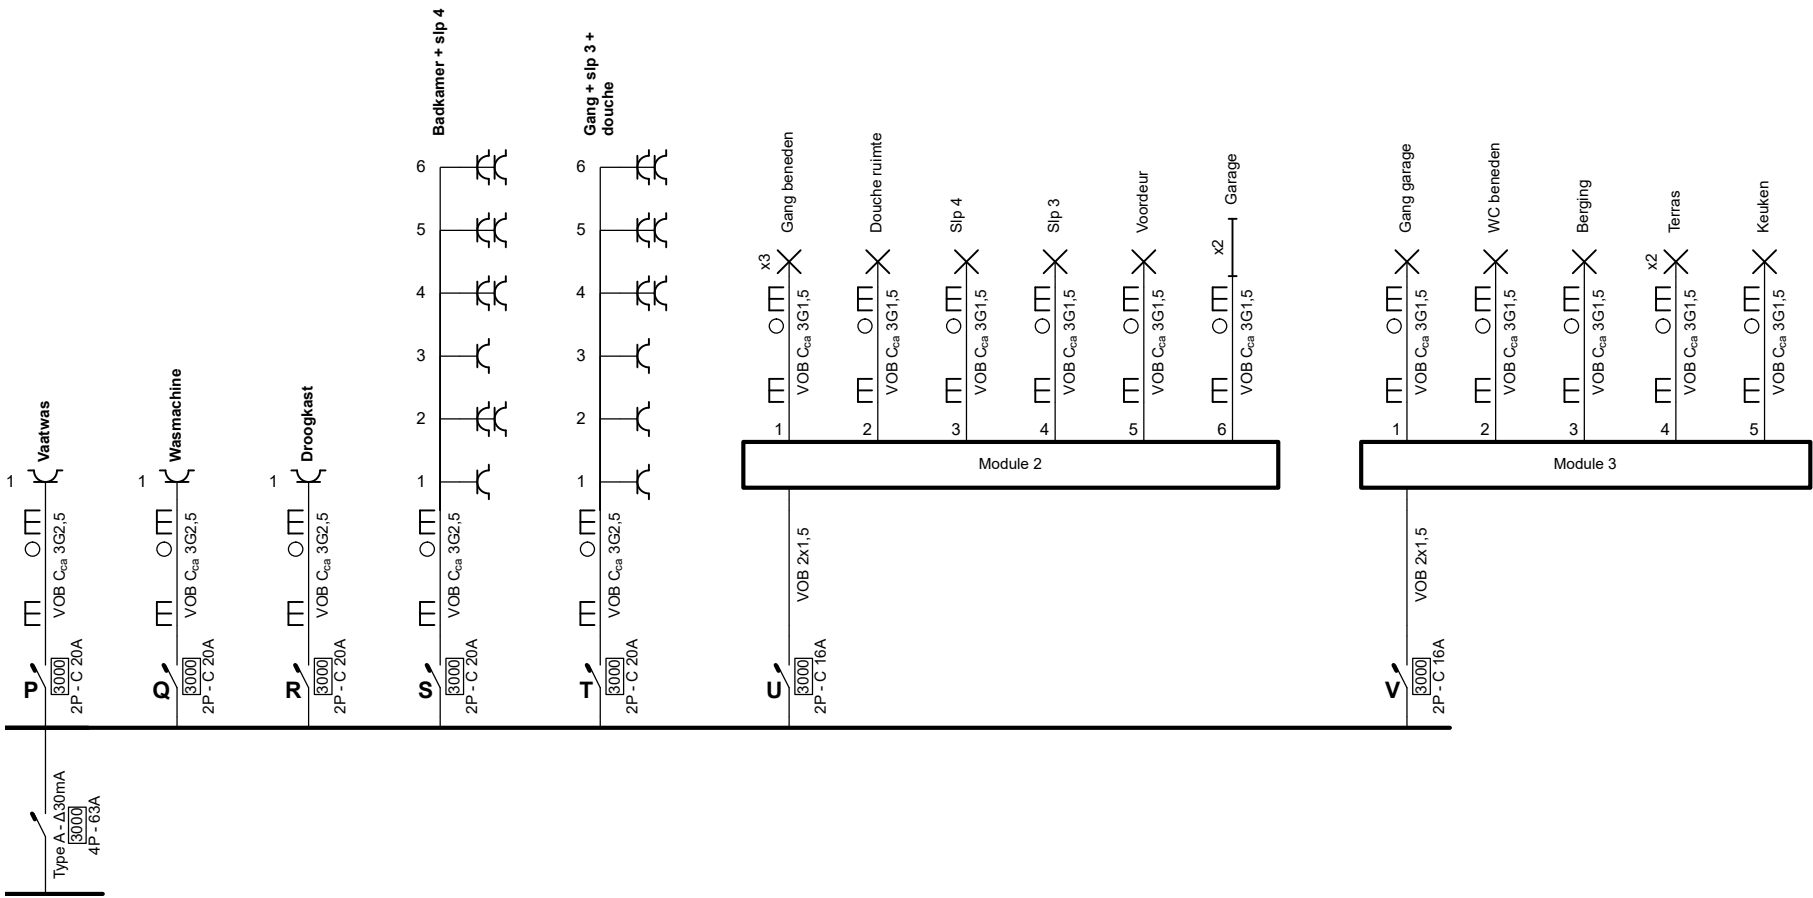 Badkamer + slp 4
Gang + slp 3 +
douche
Vaatwas
Wasmachine
Droogkast
1
1
1
6
5
4
3
2
1
6
5
4
3
2
1
Gang beneden
Douche ruimte
Slp 4
Slp 3
Voordeur
Garage
x3
x2
VOB Cca 3G1,5
VOB Cca 3G1,5
VOB Cca 3G1,5
VOB Cca 3G1,5
VOB Cca 3G1,5
VOB Cca 3G1,5
1
2
3
4
5
6
Module 2
Gang garage
WC beneden
Berging
Terras
Keuken
x2
VOB Cca 3G1,5
VOB Cca 3G1,5
VOB Cca 3G1,5
VOB Cca 3G1,5
VOB Cca 3G1,5
1
2
3
4
5
Module 3
VOB Cca 3G2,5
VOB Cca 3G2,5
VOB Cca 3G2,5
VOB Cca 3G2,5
VOB Cca 3G2,5
VOB 2x1,5
VOB 2x1,5
P
3000
2P - C 20A
Q
3000
2P - C 20A
R
3000
2P - C 20A
S
3000
2P - C 20A
T
3000
2P - C 20A
U
3000
2P - C 16A
V
3000
2P - C 16A
Type A - Δ30mA
3000
4P - 63A